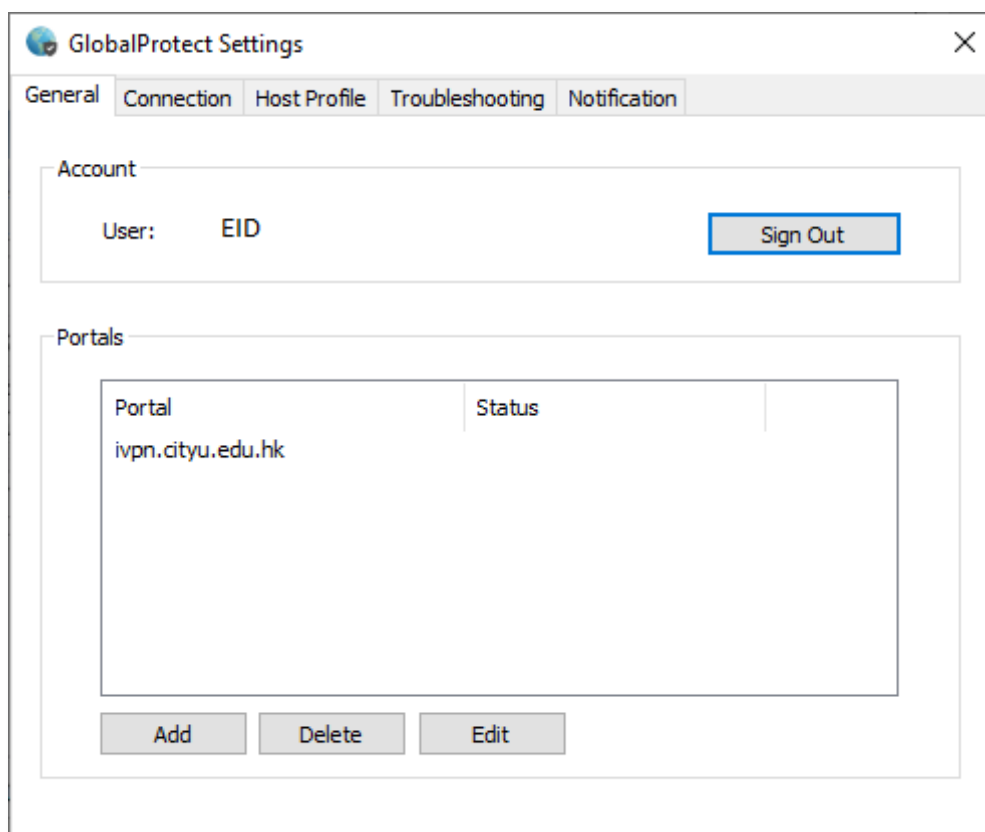 GlobalProtect Settings
General Connection Host Profile Troubleshooting Notification
Account
User: EID Sign Out
Portals
Portal Status
ivpn.cityu.edu.hk
Add Delete Edit